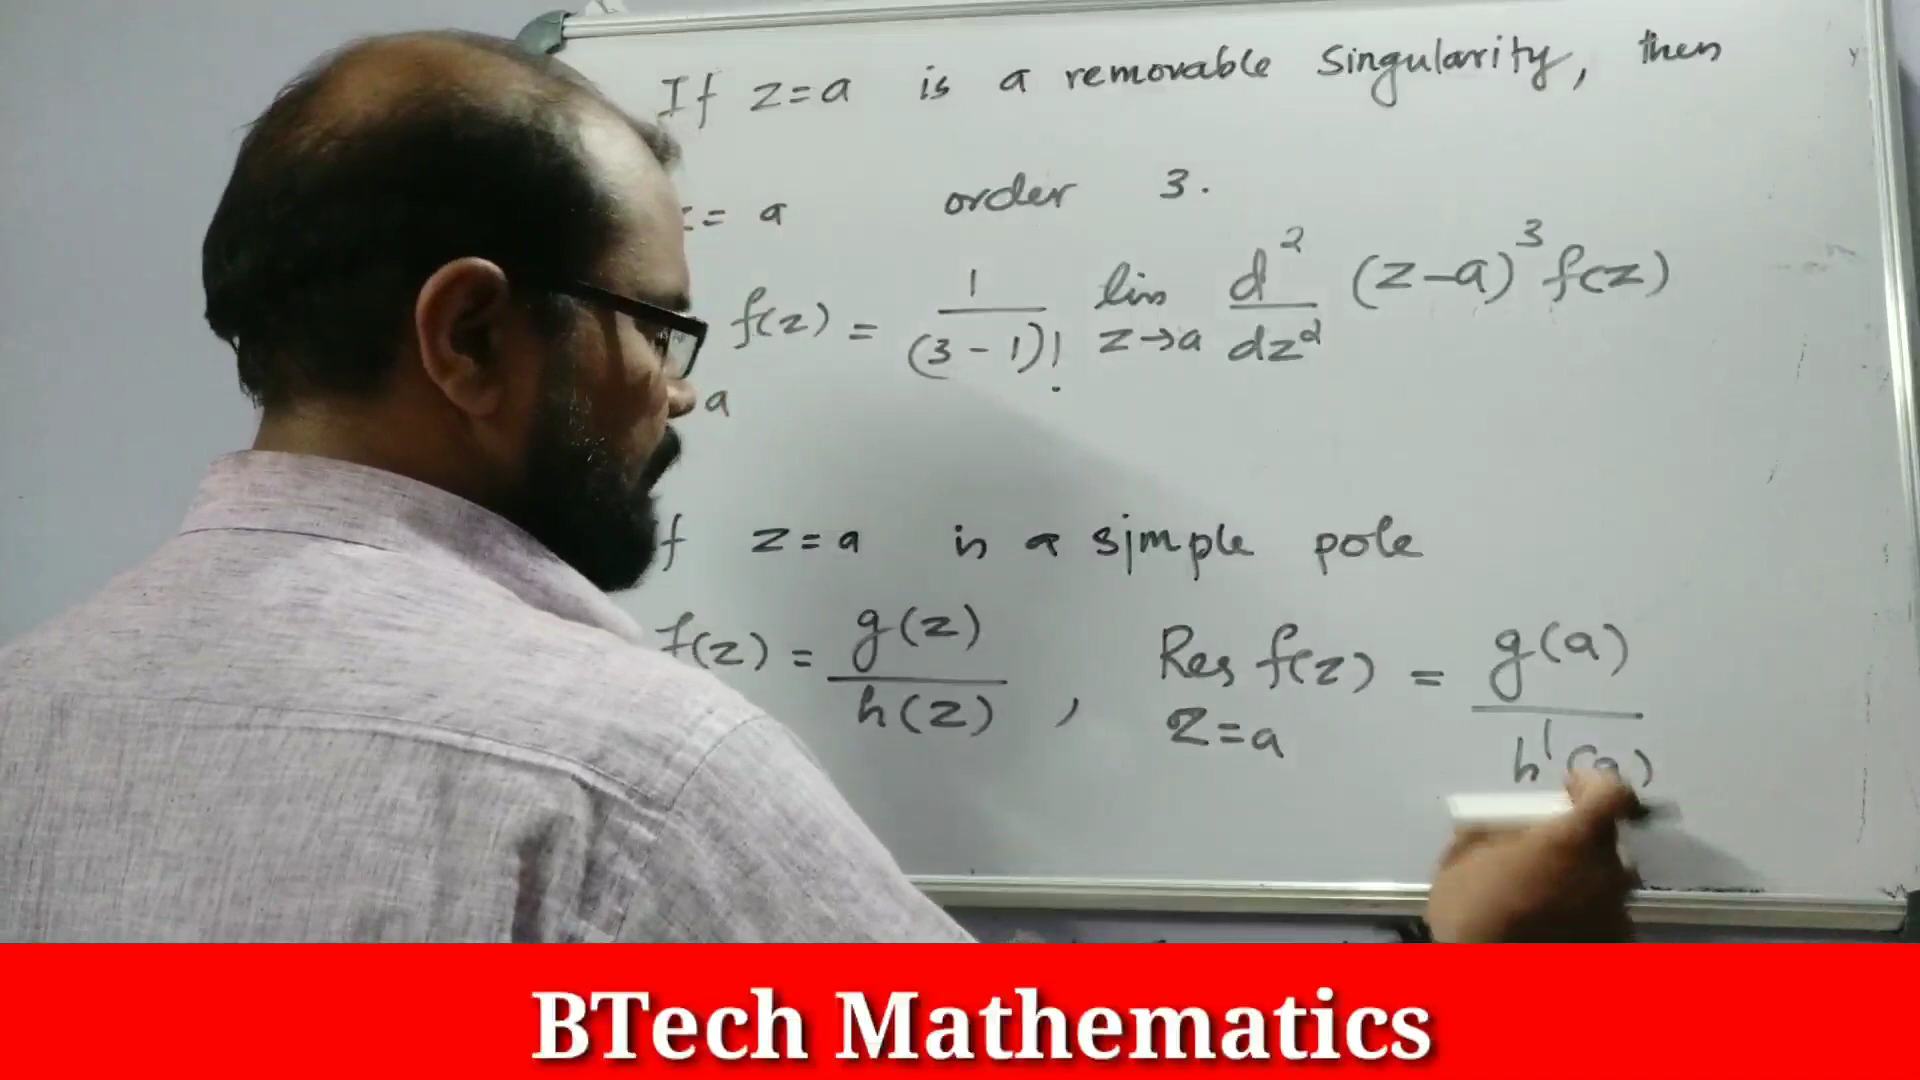 If z=a is a removable singularity, then
= a order 3.
f(z) = 1/(3-1)! lim z→a d²/dz² (z-a)³ f(z)
a
f z=a is a simple pole
f(z) = g(z)/h(z) , Res f(z) = g(a)/h'(a)
z=a
BTech Mathematics